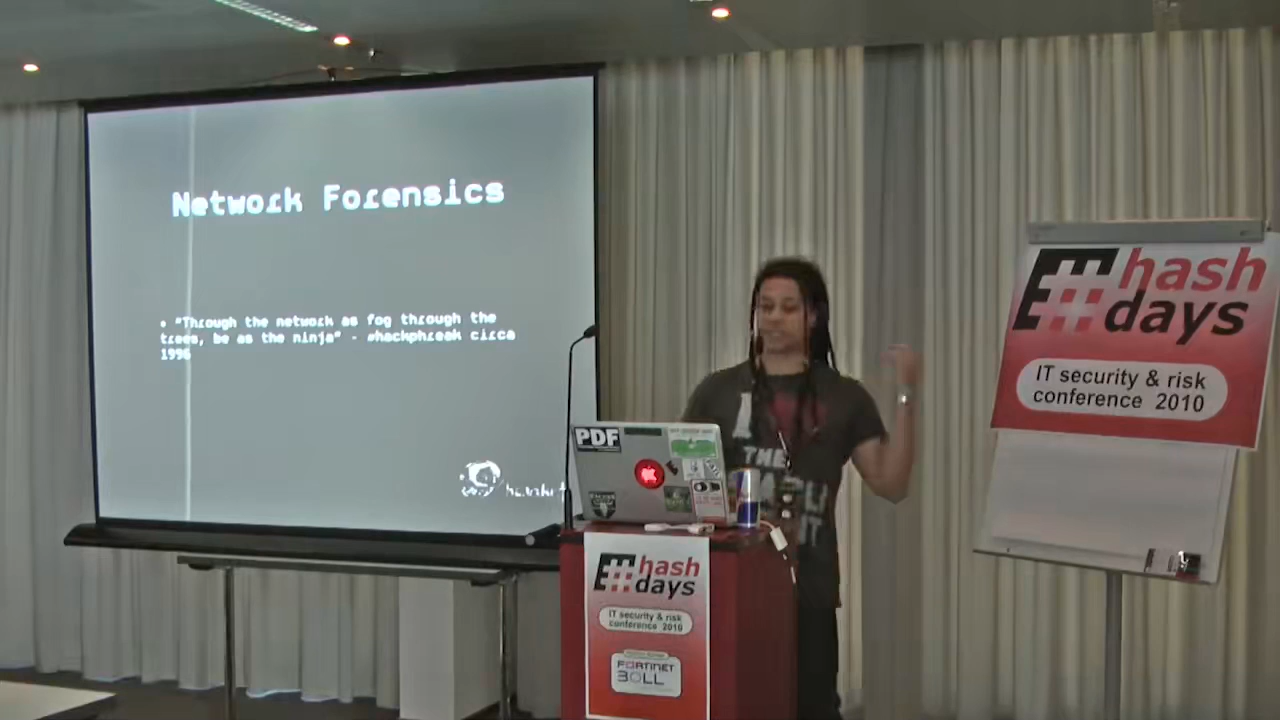 Network Forensics
• "Through the network as fog through the
trees, be as the ninja" - #hackphreak circa
1996
PDF
I
THE
hash
days
IT security & risk
conference 2010
hash
days
IT security & risk
conference 2010
FORTINET
BOLL